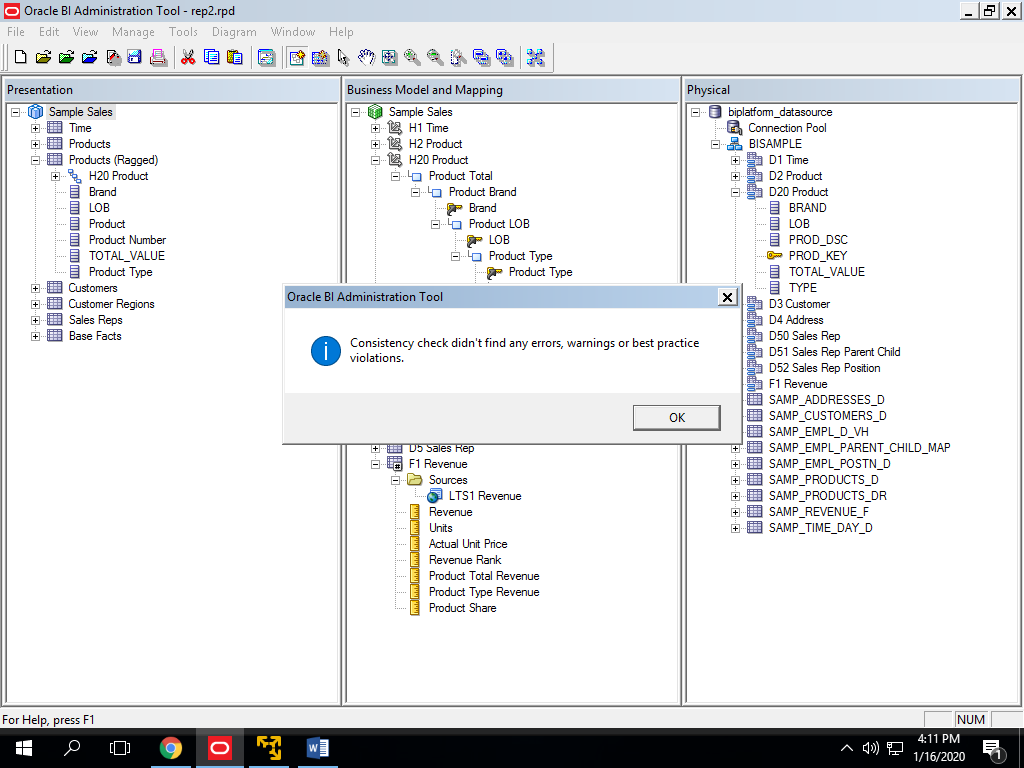 Oracle BI Administration Tool - rep2.rpd
File Edit View Manage Tools Diagram Window Help
Presentation
Sample Sales
Time
Products
Products (Ragged)
H20 Product
Brand
LOB
Product
Product Number
TOTAL_VALUE
Product Type
Customers
Customer Regions
Sales Reps
Base Facts
Business Model and Mapping
Sample Sales
H1 Time
H2 Product
H20 Product
Product Total
Product Brand
Brand
Product LOB
LOB
Product Type
Product Type
D5 Sales Rep
F1 Revenue
Sources
LTS1 Revenue
Revenue
Units
Actual Unit Price
Revenue Rank
Product Total Revenue
Product Type Revenue
Product Share
Physical
biplatform_datasource
Connection Pool
BISAMPLE
D1 Time
D2 Product
D20 Product
BRAND
LOB
PROD_DSC
PROD_KEY
TOTAL_VALUE
TYPE
D3 Customer
D4 Address
D50 Sales Rep
D51 Sales Rep Parent Child
D52 Sales Rep Position
F1 Revenue
SAMP_ADDRESSES_D
SAMP_CUSTOMERS_D
SAMP_EMPL_D_VH
SAMP_EMPL_PARENT_CHILD_MAP
SAMP_EMPL_POSTN_D
SAMP_PRODUCTS_D
SAMP_PRODUCTS_DR
SAMP_REVENUE_F
SAMP_TIME_DAY_D
Oracle BI Administration Tool
Consistency check didn't find any errors, warnings or best practice
violations.
OK
For Help, press F1
NUM
4:11 PM
1/16/2020
1